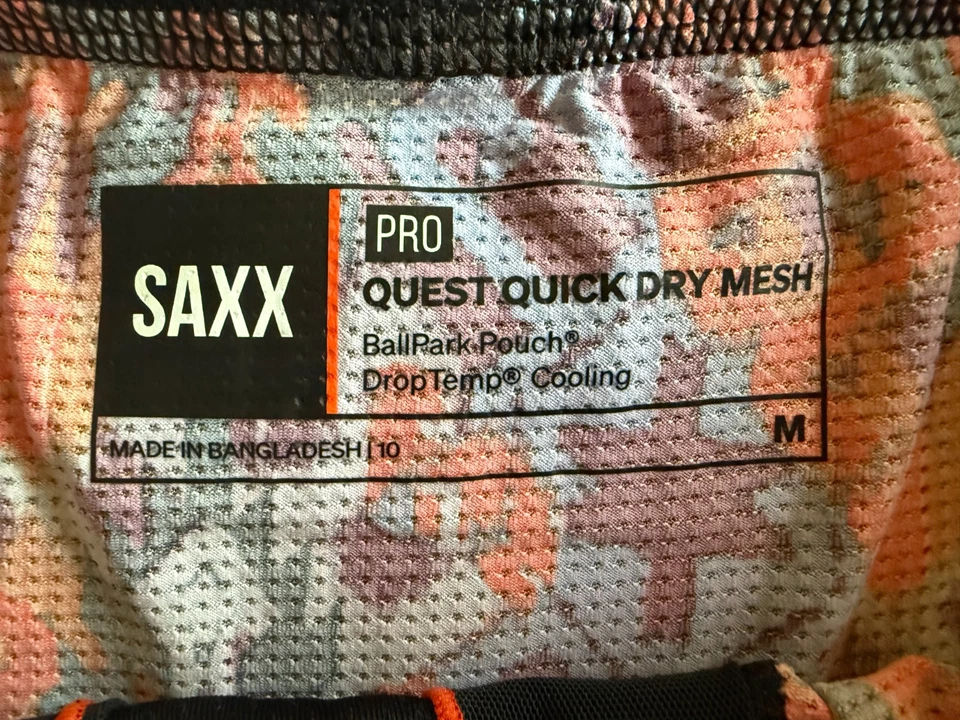 SAXX
PRO
QUEST QUICK DRY MESH
BallPark Pouch®
DropTemp® Cooling
MADE IN BANGLADESH | 10
M